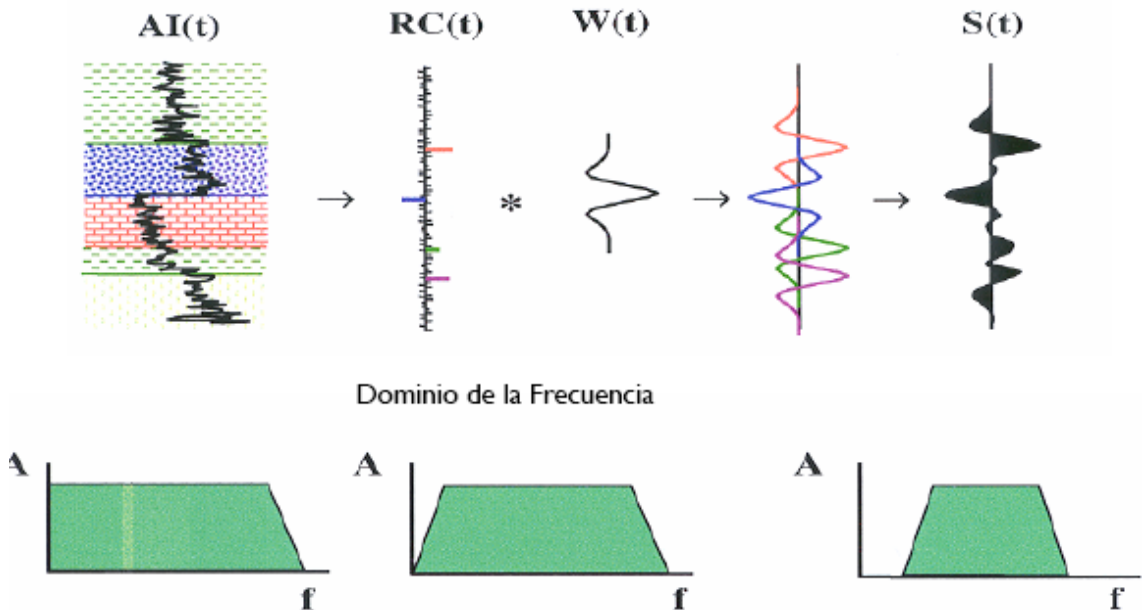 AI(t) RC(t) W(t) S(t)
→ * → →
Dominio de la Frecuencia
A A A
f f f